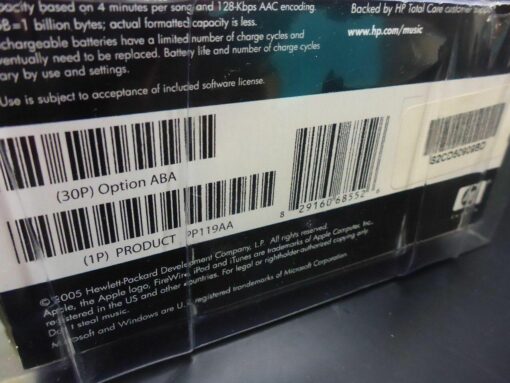 based on 4 minutes per song and 128-Kbps AAC encoding.
=1 billion bytes; actual formatted capacity is less.
chargeable batteries have a limited number of charge cycles and
eventually need to be replaced. Battery life and number of charge cycles
vary by use and settings.
Use is subject to acceptance of included software license.
Backed by HP Total Care customer
www.hp.com/music
(30P) Option ABA
(1P) PRODUCT PP119AA
8 29160 68552 6
hp
©2005 Hewlett-Packard Development Company, L.P. All rights reserved.
Apple, the Apple logo, FireWire, iPod and iTunes are trademarks of Apple Computer, Inc.,
registered in the US and other countries. For legal or rightholder-authorized copying only.
Don't steal music.
Microsoft and Windows are U.S. registered trademarks of Microsoft Corporation.